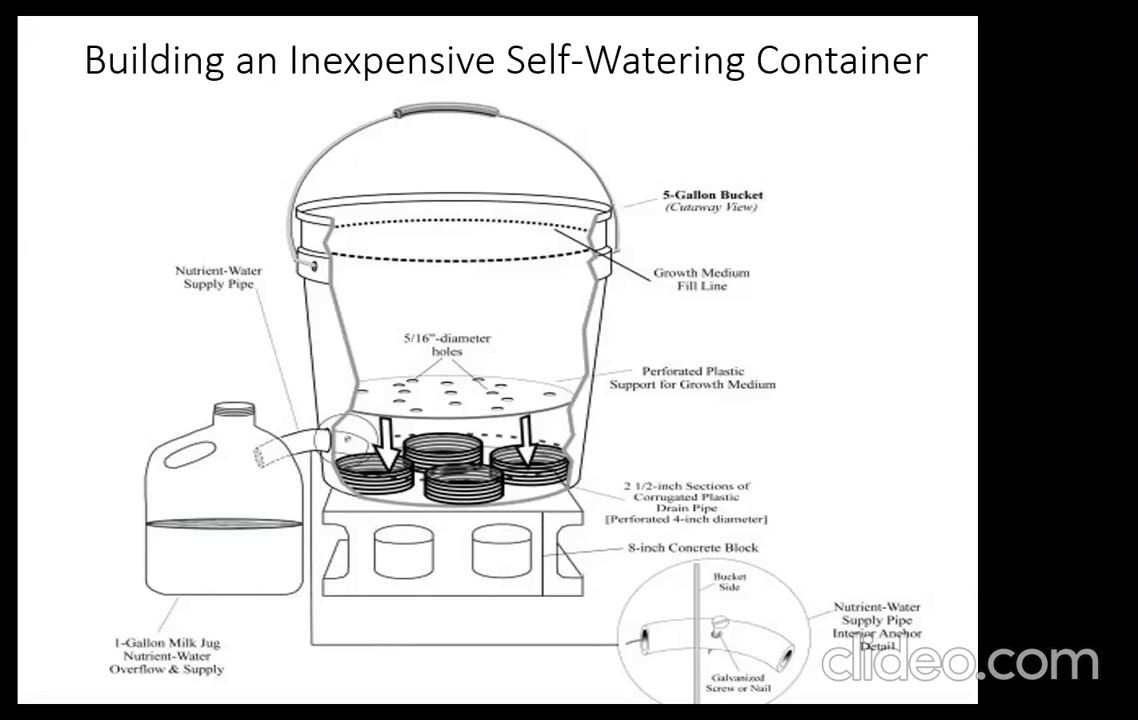 Building an Inexpensive Self-Watering Container
5-Gallon Bucket
(Cutaway View)
Nutrient-Water
Supply Pipe
Growth Medium
Fill Line
5/16"-diameter
holes
Perforated Plastic
Support for Growth Medium
2 1/2-inch Sections of
Corrugated Plastic
Drain Pipe
[Perforated 4-inch diameter]
8-inch Concrete Block
Bucket
Side
Nutrient-Water
Supply Pipe
Interior Anchor
Detail
1-Gallon Milk Jug
Nutrient-Water
Overflow & Supply
Galvanized
Screw or Nail
clideo.com